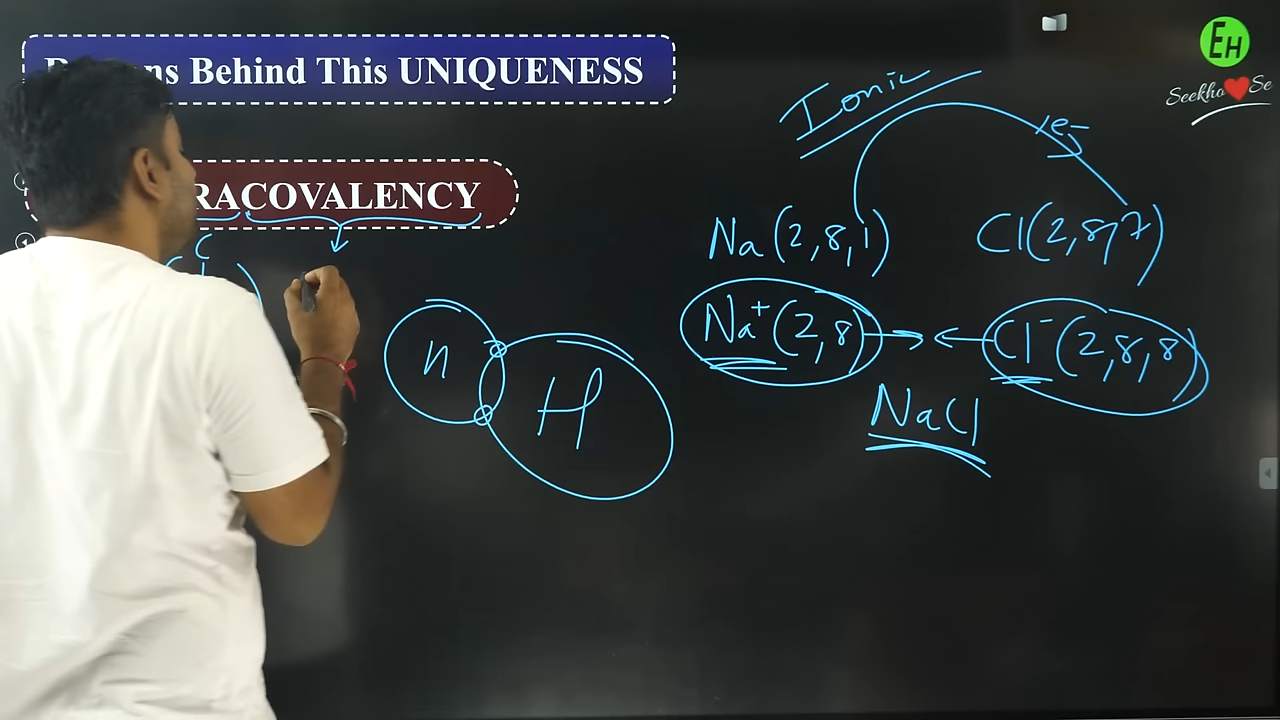 ns Behind This UNIQUENESS
RACOVALENCY
C
Ionic
1e-
Na(2,8,1)
Cl(2,8,7)
n
H
Na+(2,8)
Cl-(2,8,8)
NaCl
EH
Seekho❤Se